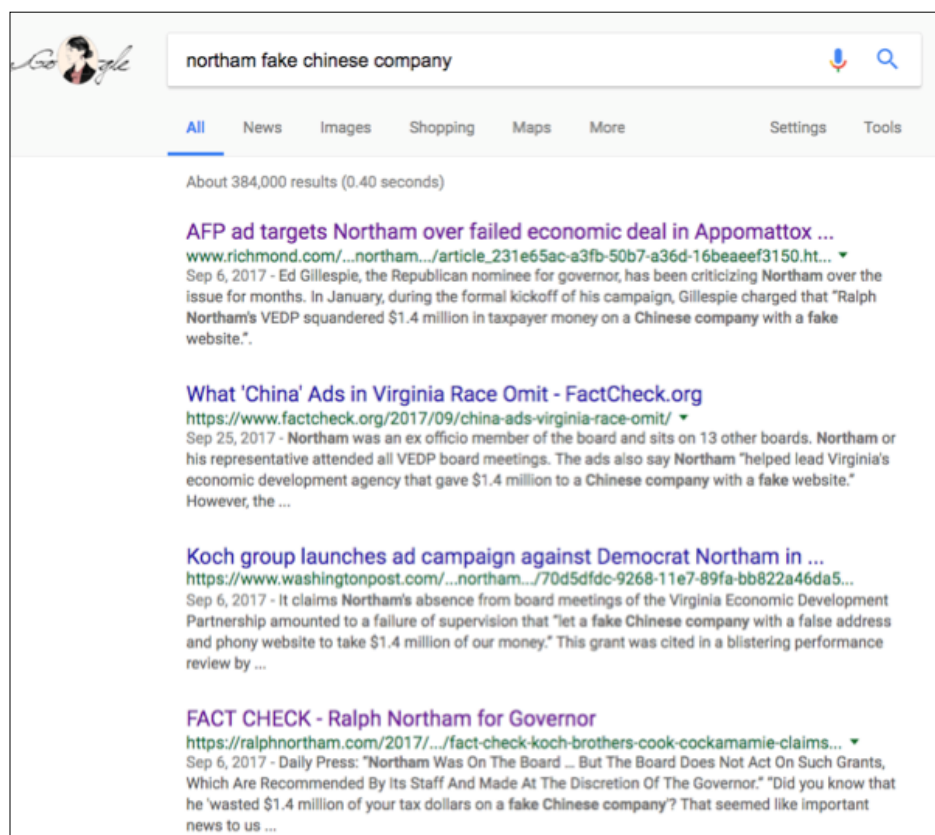 Google
northam fake chinese company
All News Images Shopping Maps More Settings Tools
About 384,000 results (0.40 seconds)
AFP ad targets Northam over failed economic deal in Appomattox ...
www.richmond.com/...northam.../article_231e65ac-a3fb-50b7-a36d-16beaeef3150.ht...
Sep 6, 2017 - Ed Gillespie, the Republican nominee for governor, has been criticizing Northam over the
issue for months. In January, during the formal kickoff of his campaign, Gillespie charged that “Ralph
Northam's VEDP squandered $1.4 million in taxpayer money on a Chinese company with a fake
website.”.
What 'China' Ads in Virginia Race Omit - FactCheck.org
https://www.factcheck.org/2017/09/china-ads-virginia-race-omit/
Sep 25, 2017 - Northam was an ex officio member of the board and sits on 13 other boards. Northam or
his representative attended all VEDP board meetings. The ads also say Northam “helped lead Virginia's
economic development agency that gave $1.4 million to a Chinese company with a fake website.”
However, the ...
Koch group launches ad campaign against Democrat Northam in ...
https://www.washingtonpost.com/...northam.../70d5dfdc-9268-11e7-89fa-bb822a46da5...
Sep 6, 2017 - It claims Northam's absence from board meetings of the Virginia Economic Development
Partnership amounted to a failure of supervision that “let a fake Chinese company with a false address
and phony website to take $1.4 million of our money.” This grant was cited in a blistering performance
review by ...
FACT CHECK - Ralph Northam for Governor
https://ralphnortham.com/2017/.../fact-check-koch-brothers-cook-cockamamie-claims...
Sep 6, 2017 - Daily Press: “Northam Was On The Board ... But The Board Does Not Act On Such Grants,
Which Are Recommended By Its Staff And Made At The Discretion Of The Governor.” “Did you know that
he 'wasted $1.4 million of your tax dollars on a fake Chinese company'? That seemed like important
news to us ...